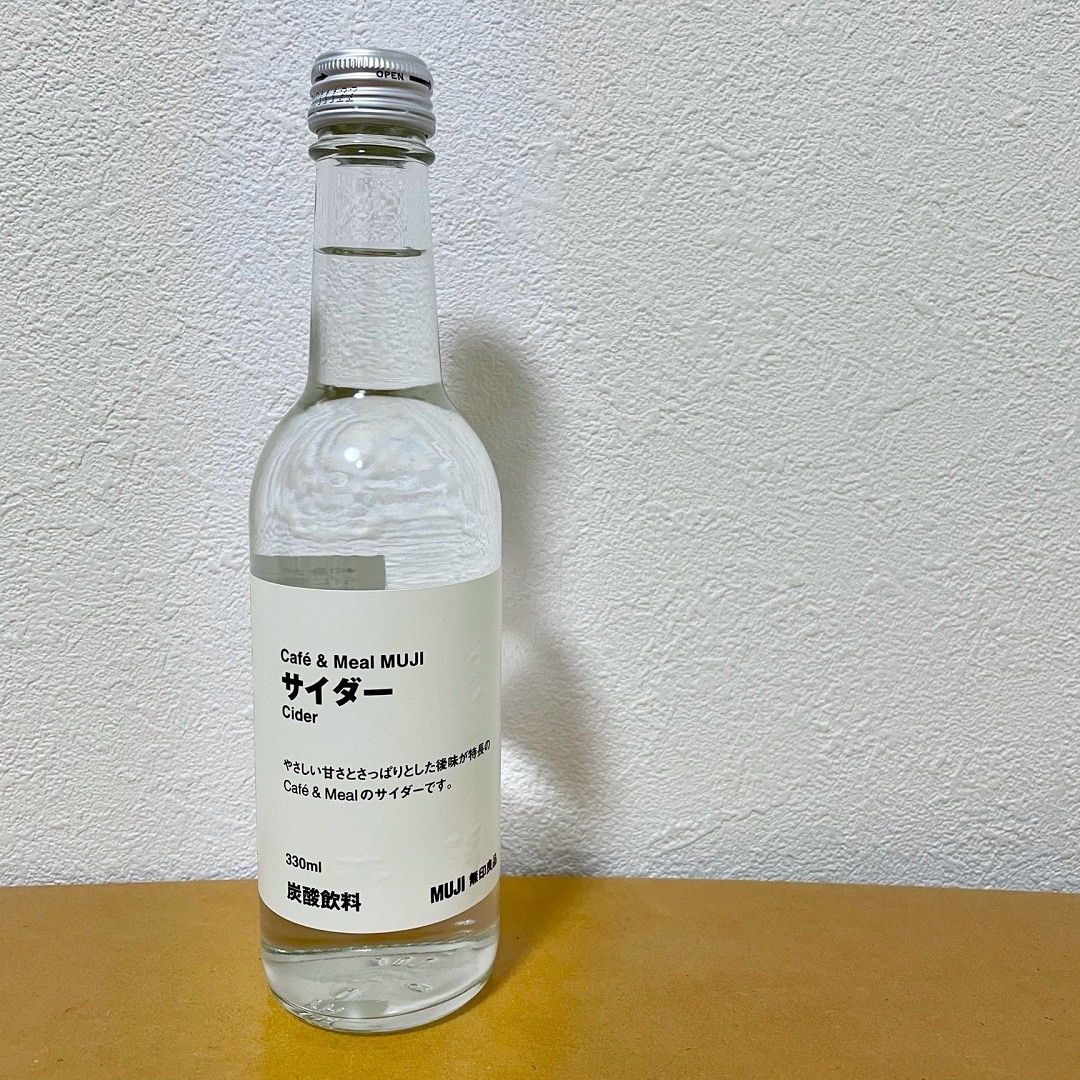 OPEN
Café & Meal MUJI
サイダー
Cider
やさしい甘さとさっぱりとした後味が特長の
Café & Mealのサイダーです。
330ml
炭酸飲料
MUJI 無印良品